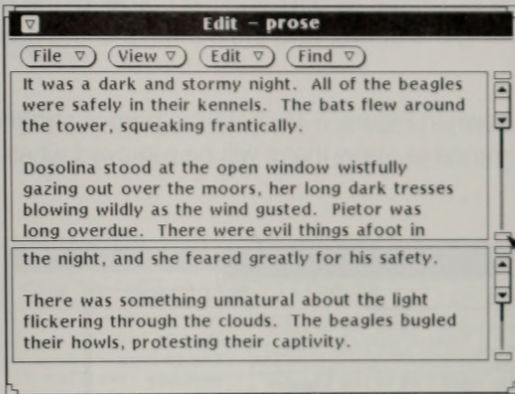 Edit – prose
File View Edit Find
It was a dark and stormy night.  All of the beagles
were safely in their kennels.  The bats flew around
the tower, squeaking frantically.
Dosolina stood at the open window wistfully
gazing out over the moors, her long dark tresses
blowing wildly as the wind gusted.  Pietor was
long overdue.  There were evil things afoot in
the night, and she feared greatly for his safety.
There was something unnatural about the light
flickering through the clouds.  The beagles bugled
their howls, protesting their captivity.